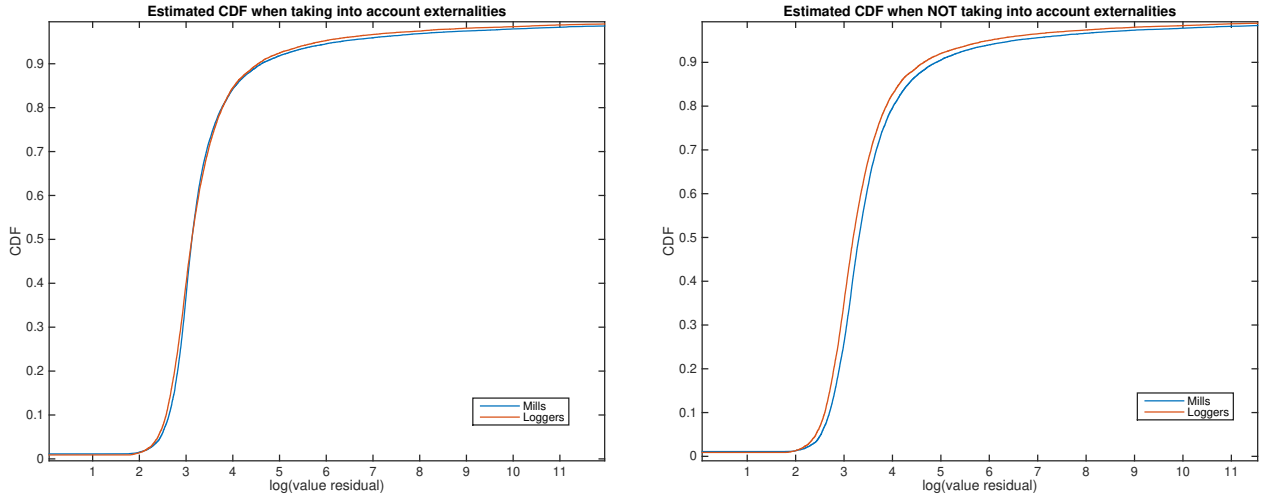 Estimated CDF when taking into account externalities
CDF
0.9
0.8
0.7
0.6
0.5
0.4
0.3
0.2
0.1
0
Mills
Loggers
1 2 3 4 5 6 7 8 9 10 11
log(value residual)
Estimated CDF when NOT taking into account externalities
CDF
0.9
0.8
0.7
0.6
0.5
0.4
0.3
0.2
0.1
0
Mills
Loggers
1 2 3 4 5 6 7 8 9 10 11
log(value residual)